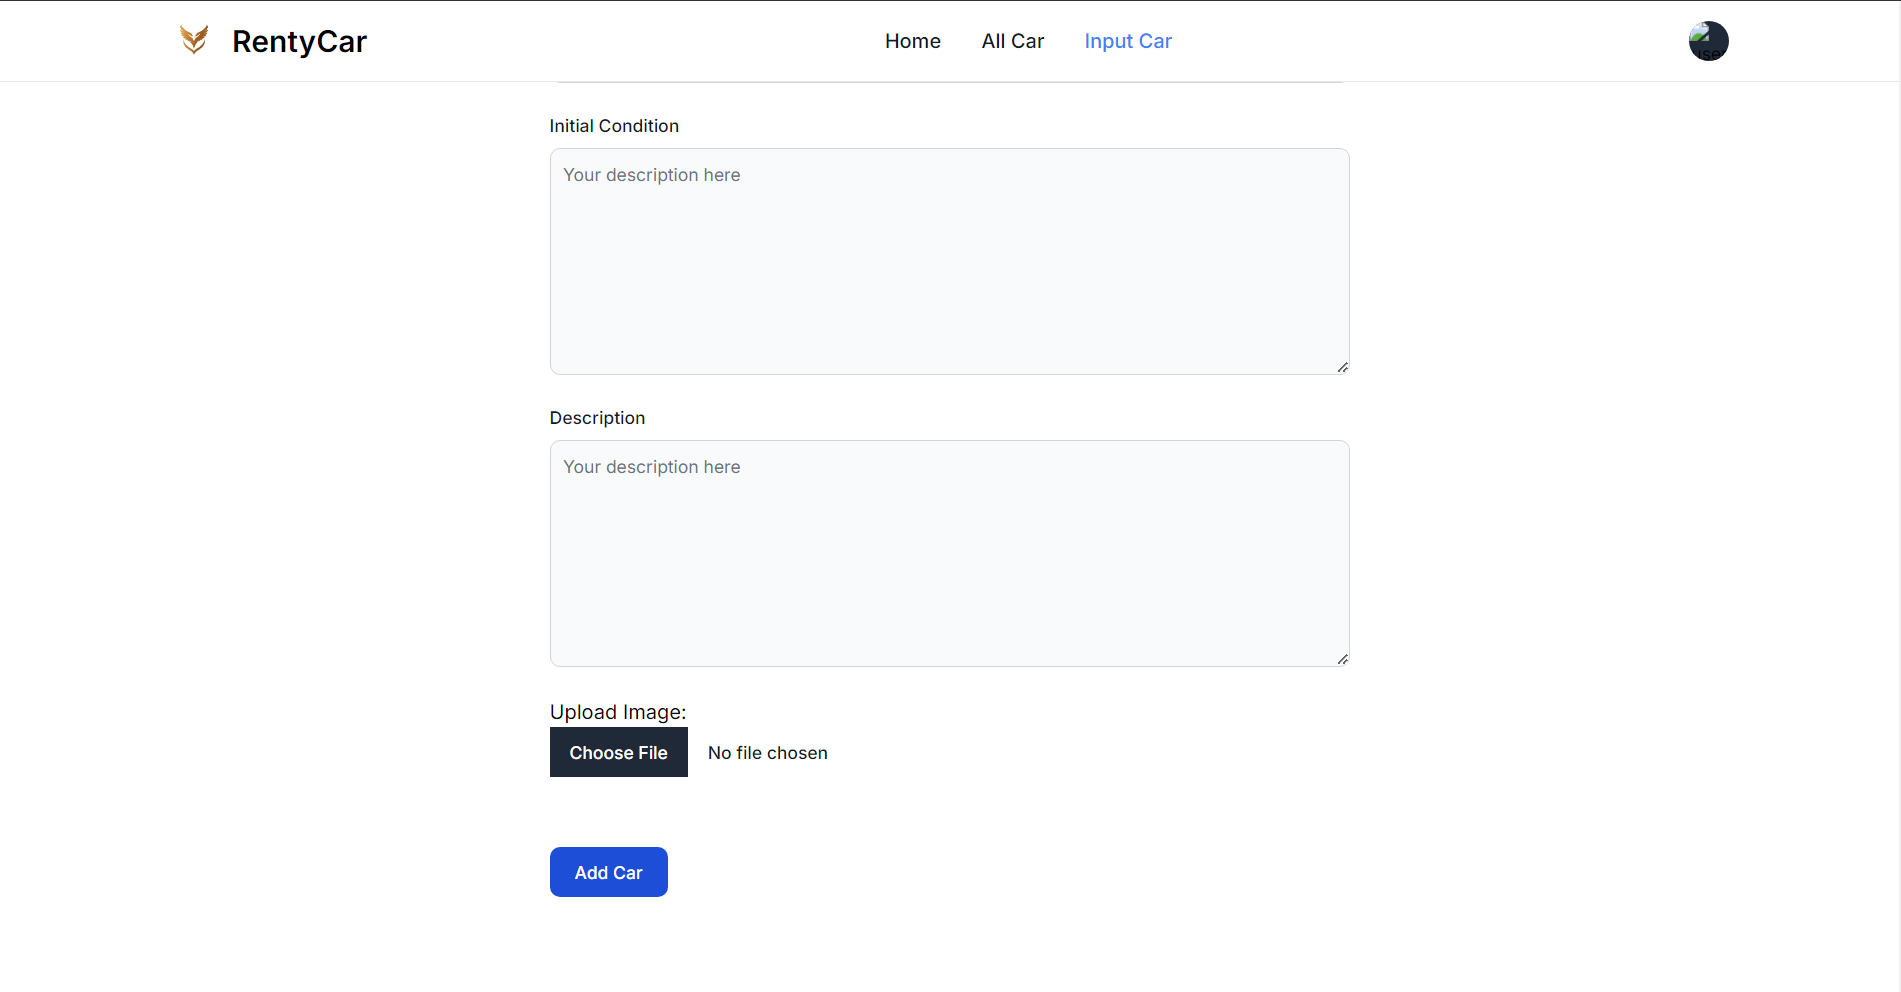 RentyCar
Home
All Car
Input Car
use
Initial Condition
Your description here
Description
Your description here
Upload Image:
Choose File
No file chosen
Add Car